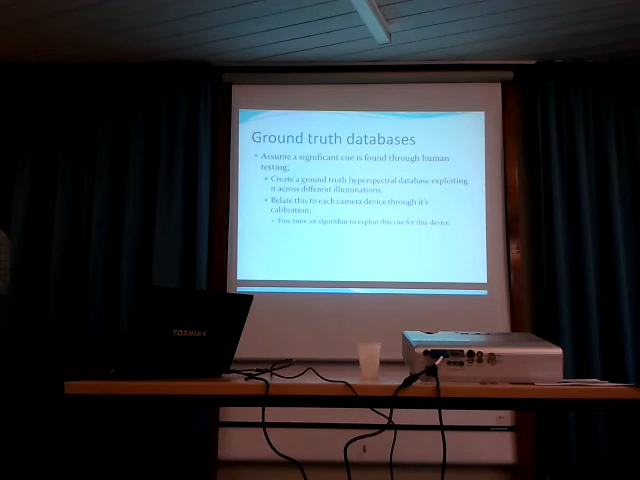 Ground truth databases
Assume a significant cue is found through human
testing;
Create a ground truth hyperspectral database exploiting
it across different illuminations;
Relate this to each camera device through it's
calibration;
Fine tune an algorithm to exploit this cue for this device.
TOSHIBA